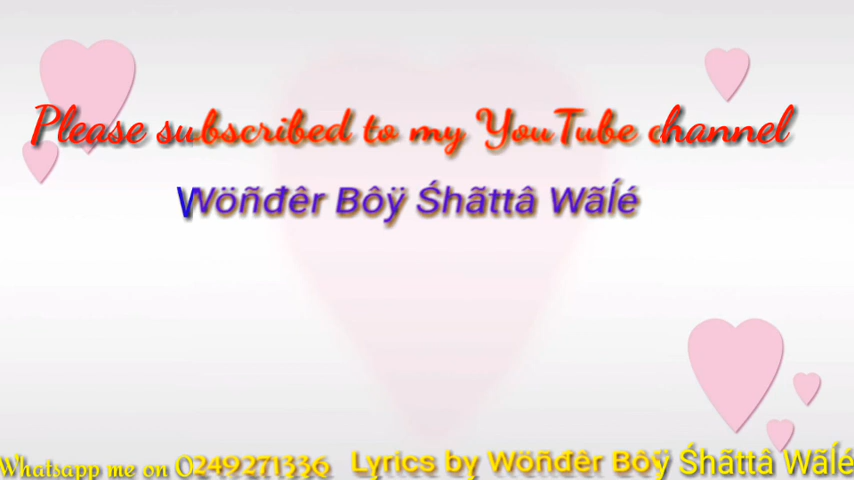 Please subscribed to my YouTube channel
Wöñđêr Bôÿ Śhãttâ Wãĺé
Whatsapp me on 0249271336 Lyrics by Wöñđêr Bôÿ Śhãttâ Wãĺé